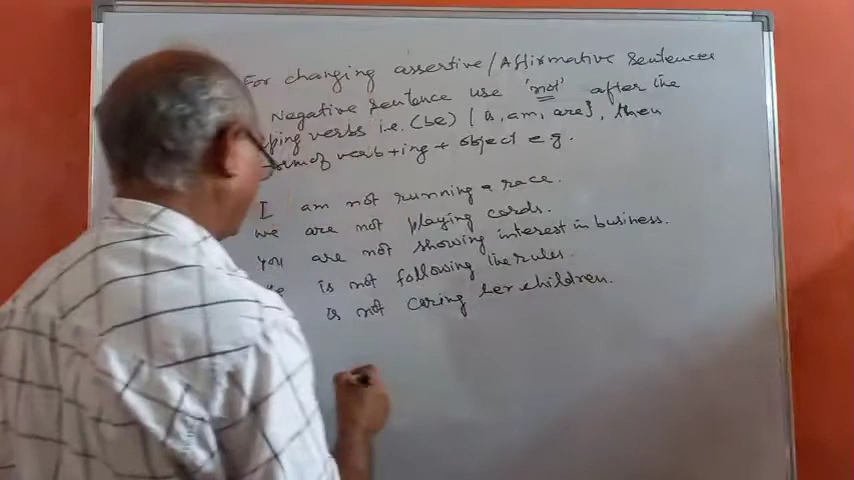 For changing assertive/Affirmative sentences
Negative sentence use 'not' after the
verbs i.e. (be) [is, am, are}, then
of verb+ing+ object e g.
I am not running a race.
we are not playing cards.
you are not showing interest in business.
is not following the rules.
is not caring her children.